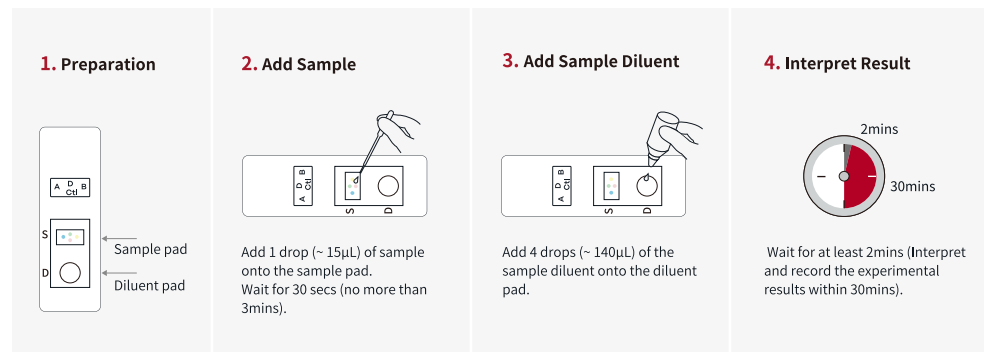 1. Preparation
A D B
Ctl
S
Sample pad
D
Diluent pad
2. Add Sample
A D B
Ctl
S D
Add 1 drop (~ 15μL) of sample
onto the sample pad.
Wait for 30 secs (no more than
3mins).
3. Add Sample Diluent
A D B
Ctl
S D
Add 4 drops (~ 140μL) of the
sample diluent onto the diluent
pad.
4. Interpret Result
2mins
30mins
Wait for at least 2mins (Interpret
and record the experimental
results within 30mins).